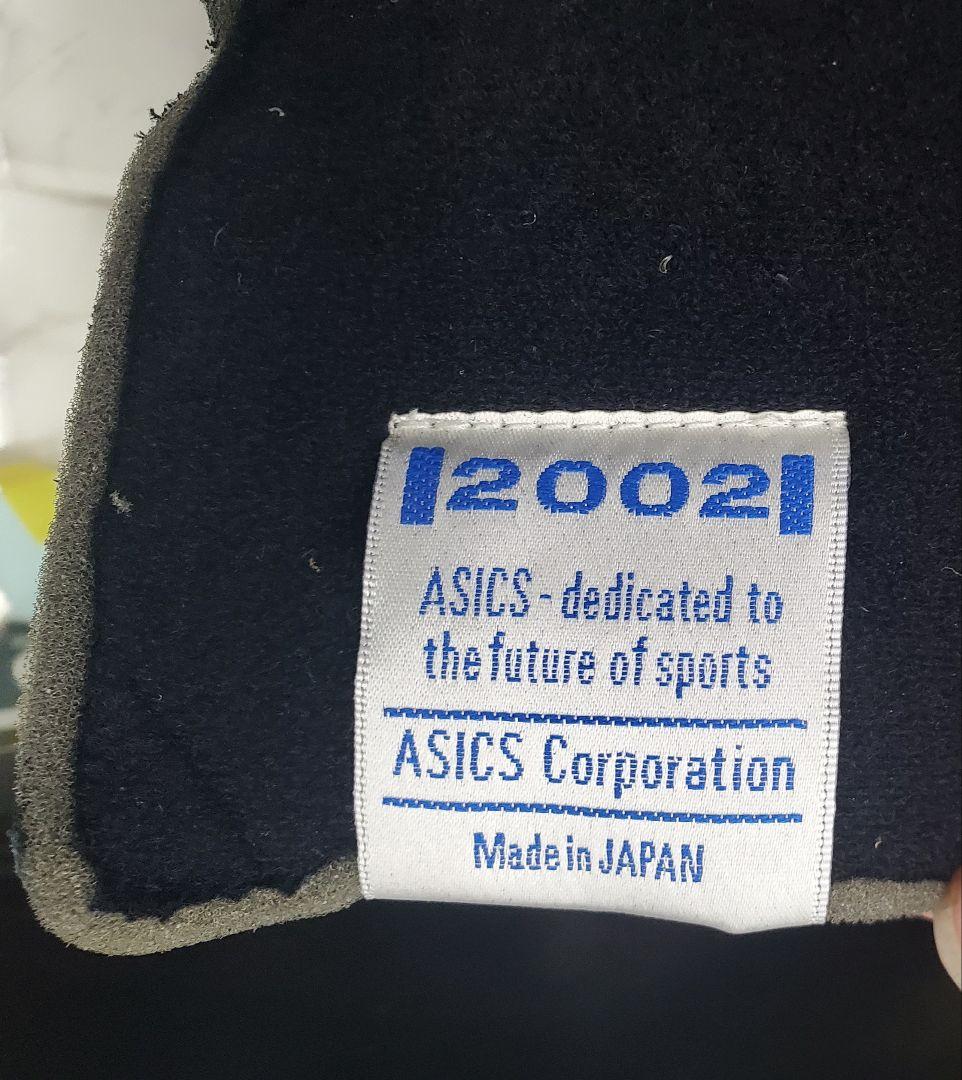 2002
ASICS - dedicated to
the future of sports
ASICS Corporation
Made in JAPAN